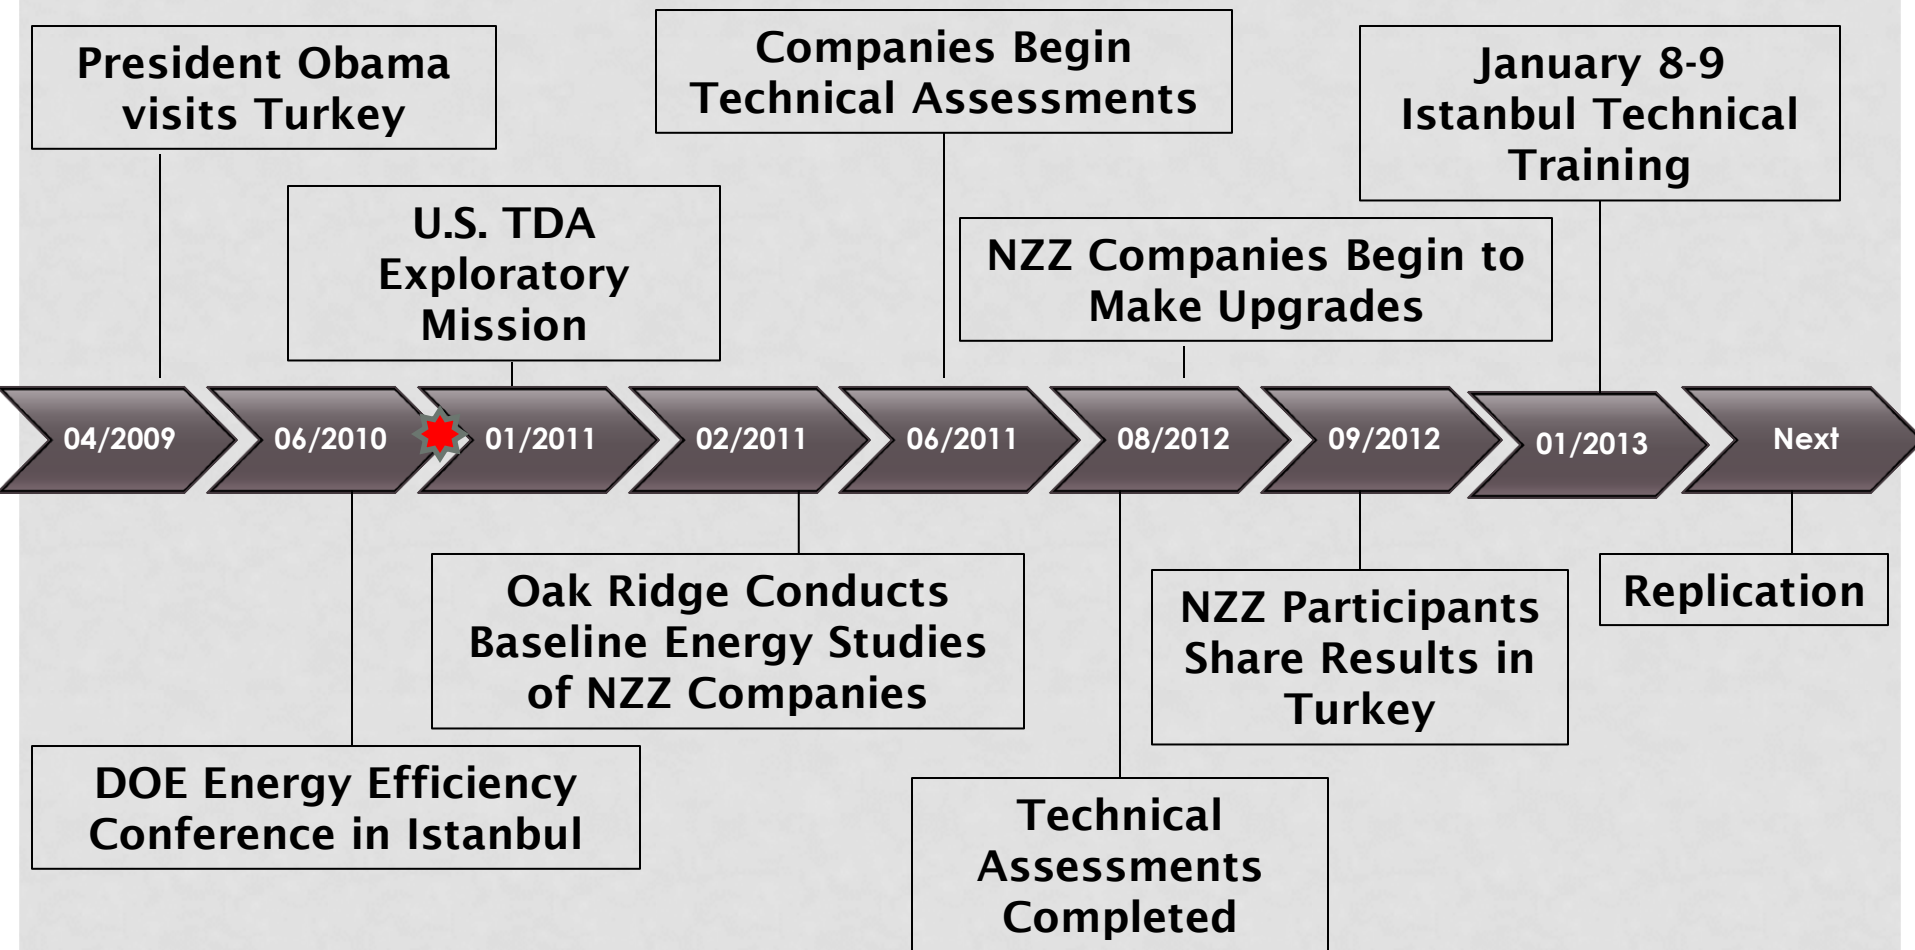 President Obama
visits Turkey
Companies Begin
Technical Assessments
January 8-9
Istanbul Technical
Training
U.S. TDA
Exploratory
Mission
NZZ Companies Begin to
Make Upgrades
04/2009
06/2010
01/2011
02/2011
06/2011
08/2012
09/2012
01/2013
Next
Oak Ridge Conducts
Baseline Energy Studies
of NZZ Companies
NZZ Participants
Share Results in
Turkey
Replication
DOE Energy Efficiency
Conference in Istanbul
Technical
Assessments
Completed